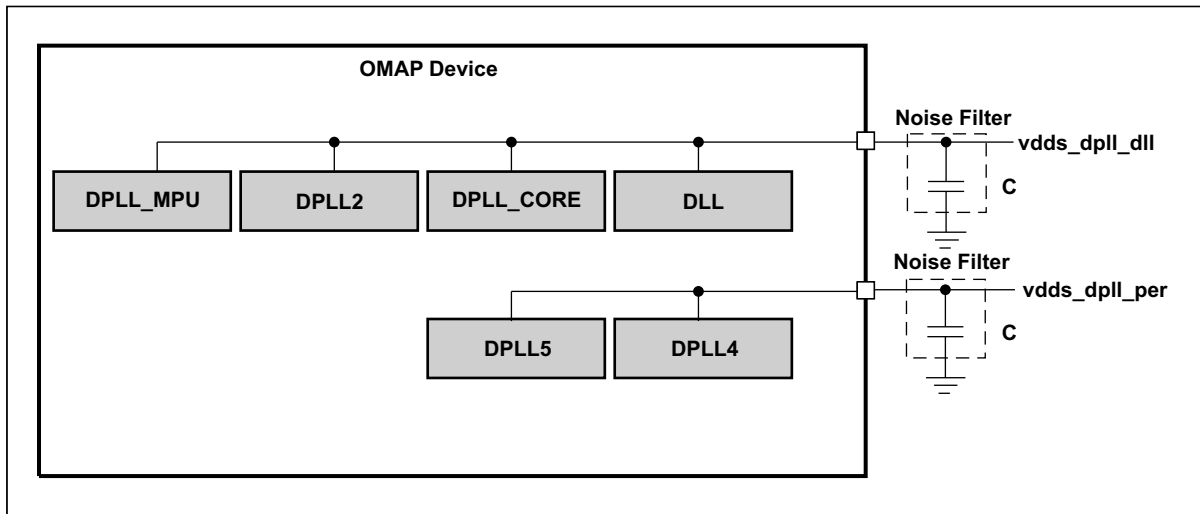 OMAP Device
Noise Filter
vdds_dpll_dll
C
DPLL_MPU
DPLL2
DPLL_CORE
DLL
Noise Filter
vdds_dpll_per
C
DPLL5
DPLL4